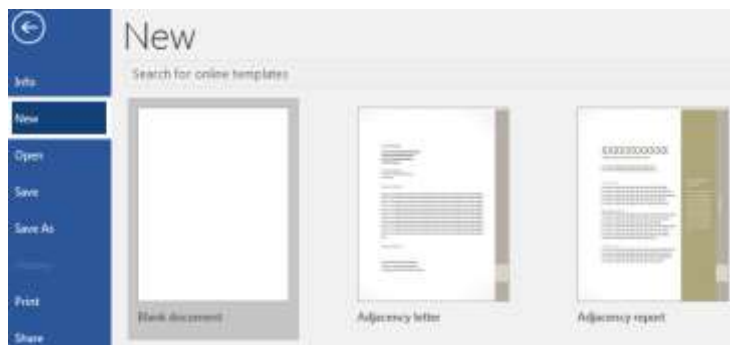 New
Search for online templates
Info
New
Open
Save
Save As
Print
Share
Blank document
Adjacency letter
Adjacency report